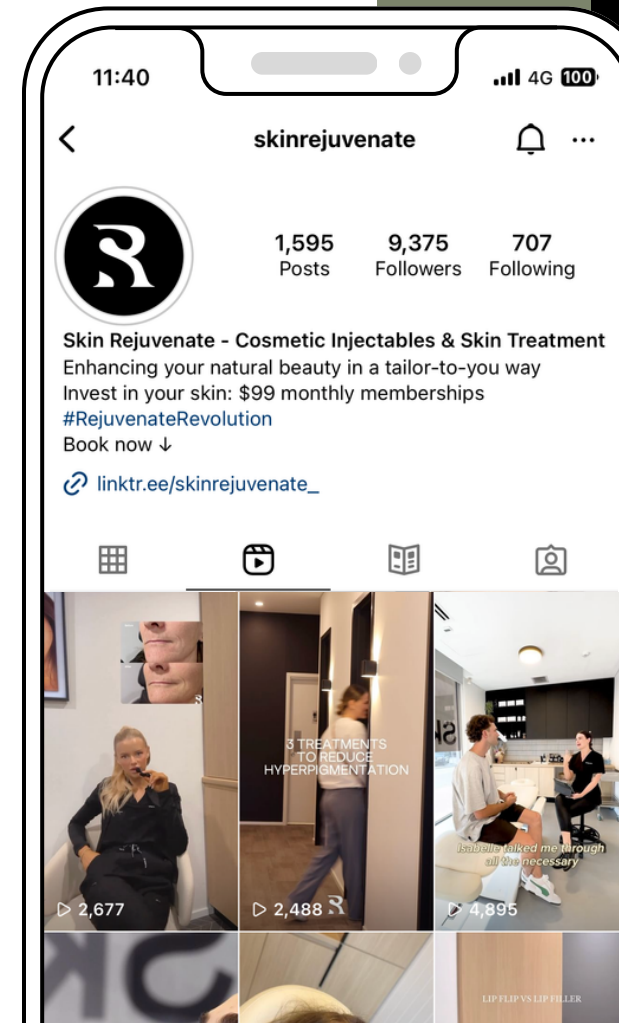 11:40
4G 100
skinrejuvenate
1,595 9,375 707
Posts Followers Following
Skin Rejuvenate - Cosmetic Injectables & Skin Treatment
Enhancing your natural beauty in a tailor-to-you way
Invest in your skin: $99 monthly memberships
#RejuvenateRevolution
Book now ↓
linktr.ee/skinrejuvenate_
3 TREATMENTS
TO REDUCE
HYPERPIGMENTATION
Isabelle talked me through
all the necessary
2,677
2,488
4,895
LIP FLIP VS LIP FILLER